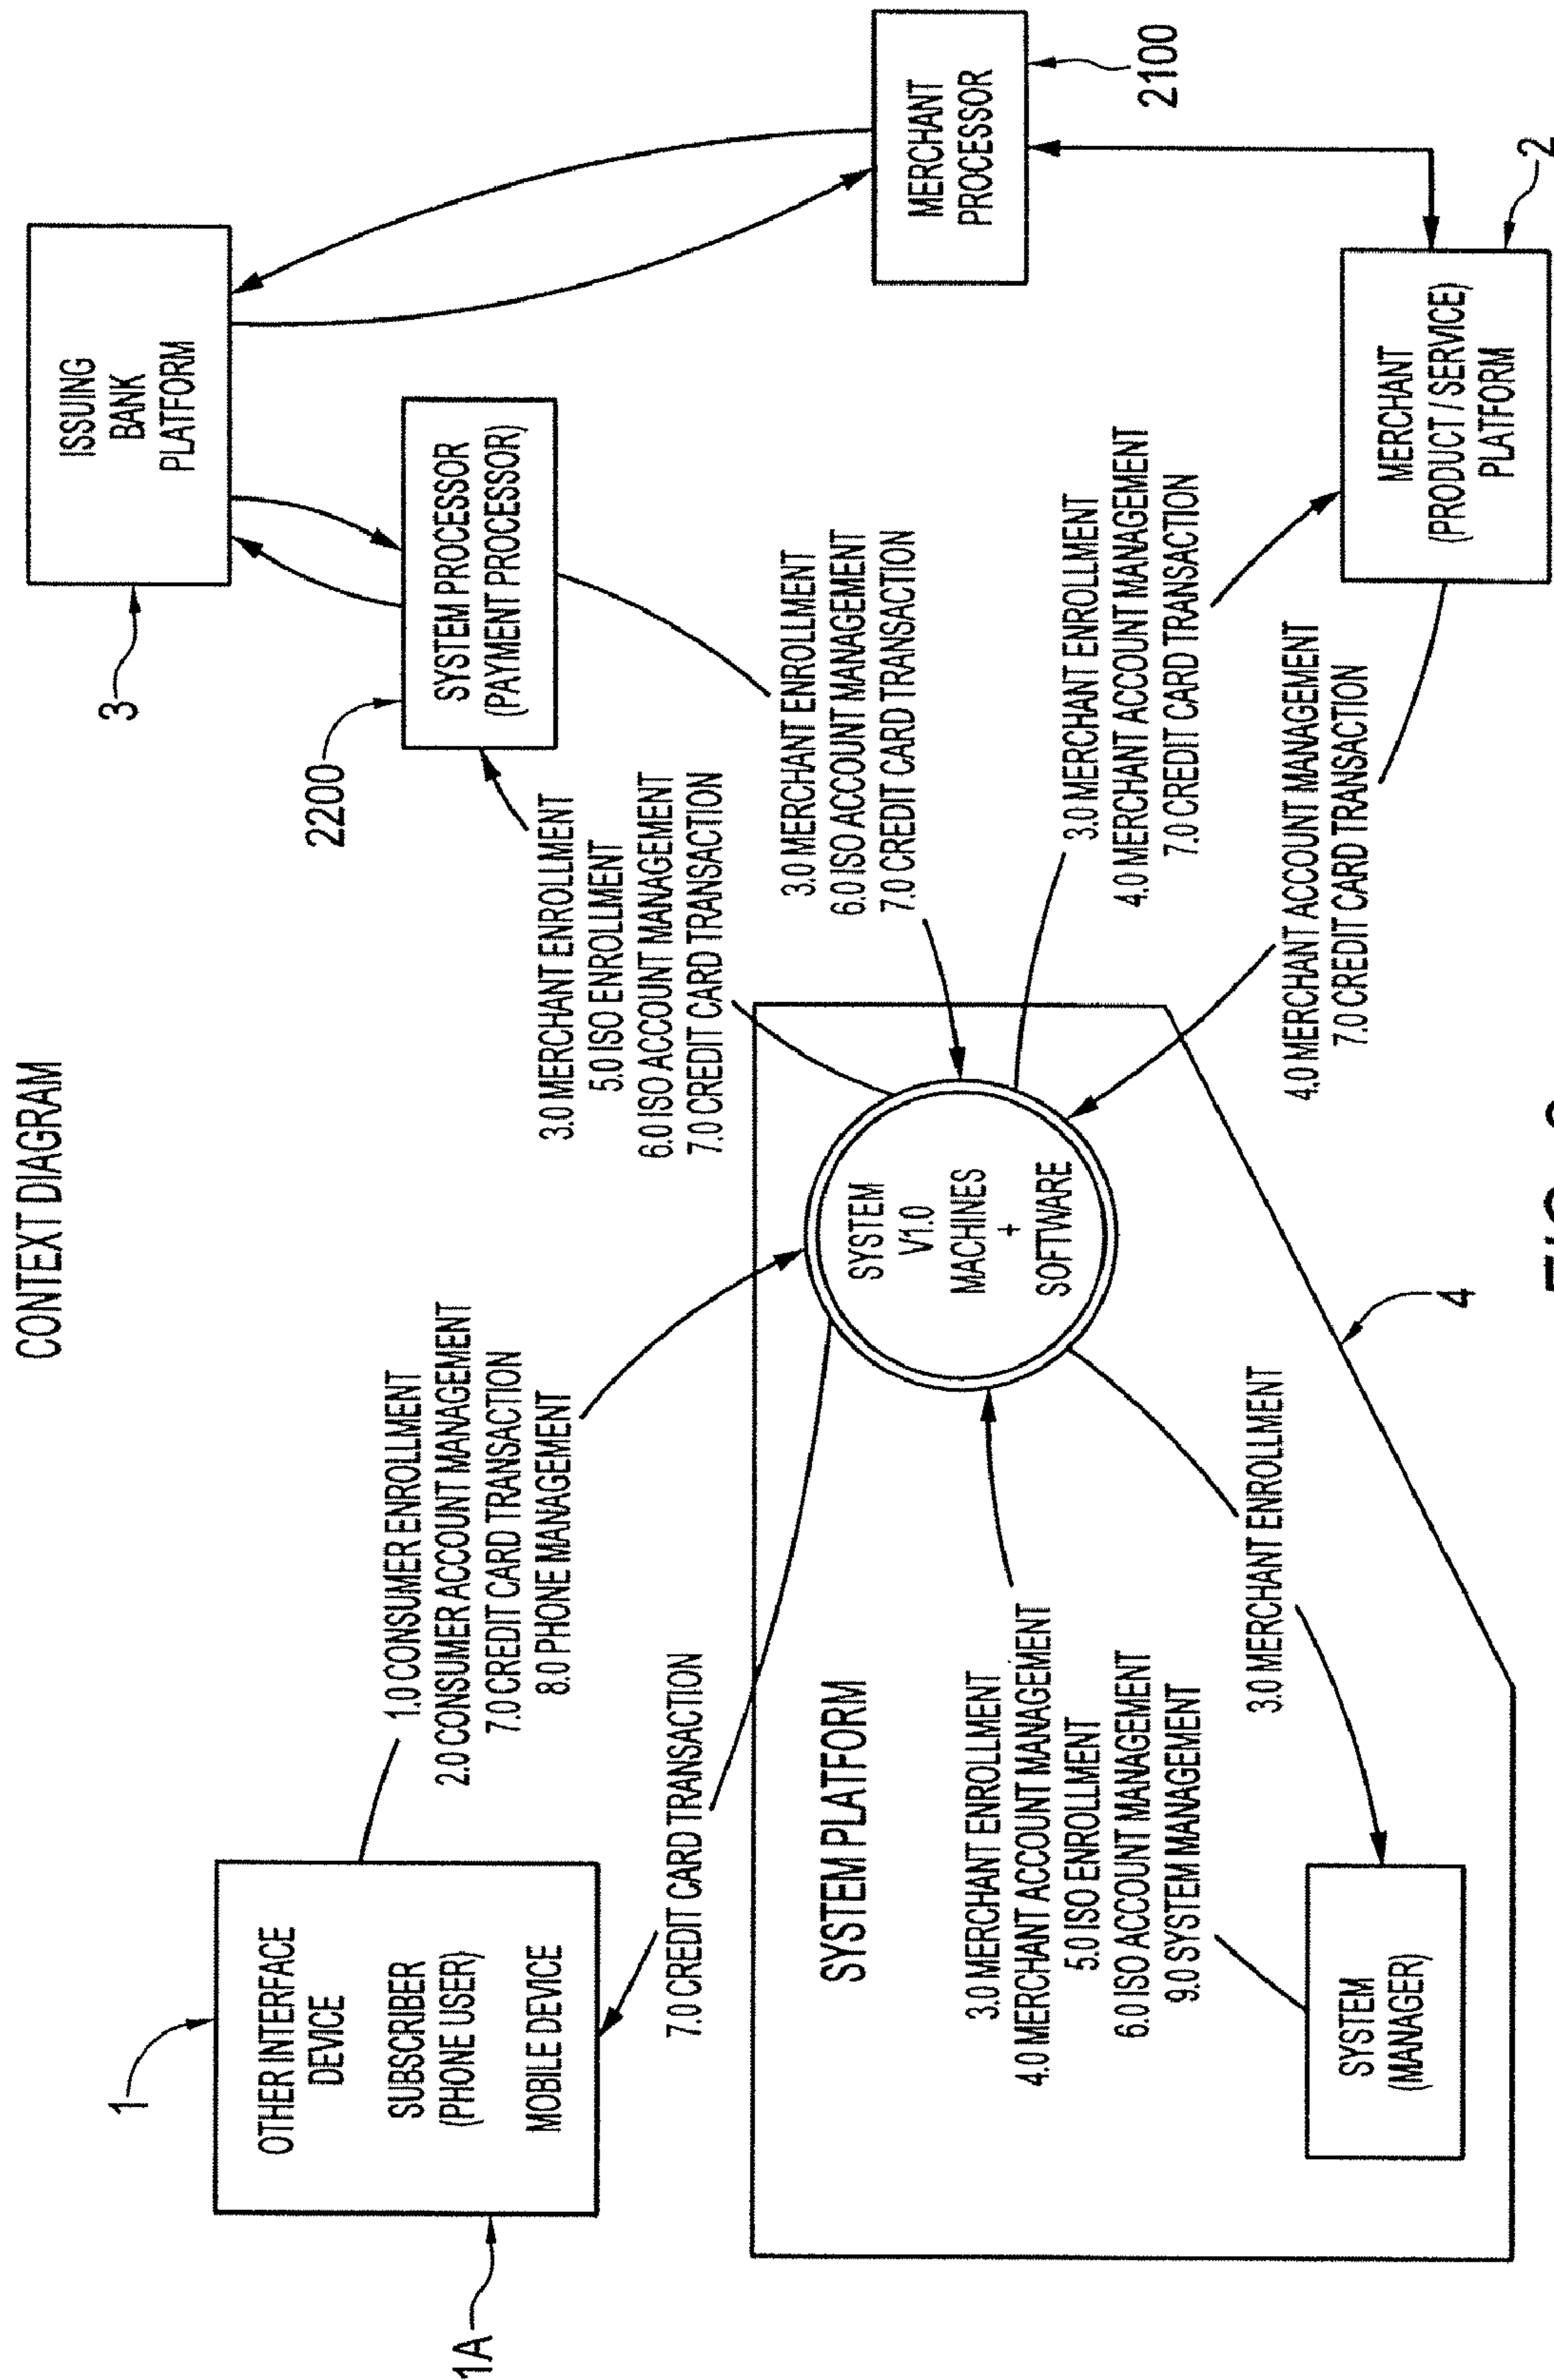 CONTEXT DIAGRAM
1
OTHER INTERFACE
DEVICE
SUBSCRIBER
(PHONE USER)
MOBILE DEVICE
1A
1.0 CONSUMER ENROLLMENT
2.0 CONSUMER ACCOUNT MANAGEMENT
7.0 CREDIT CARD TRANSACTION
8.0 PHONE MANAGEMENT
7.0 CREDIT CARD TRANSACTION
3
ISSUING
BANK
PLATFORM
2200
SYSTEM PROCESSOR
(PAYMENT PROCESSOR)
3.0 MERCHANT ENROLLMENT
5.0 ISO ENROLLMENT
6.0 ISO ACCOUNT MANAGEMENT
7.0 CREDIT CARD TRANSACTION
3.0 MERCHANT ENROLLMENT
6.0 ISO ACCOUNT MANAGEMENT
7.0 CREDIT CARD TRANSACTION
MERCHANT
PROCESSOR
2100
SYSTEM PLATFORM
SYSTEM
V1.0
MACHINES
+
SOFTWARE
3.0 MERCHANT ENROLLMENT
4.0 MERCHANT ACCOUNT MANAGEMENT
5.0 ISO ENROLLMENT
6.0 ISO ACCOUNT MANAGEMENT
9.0 SYSTEM MANAGEMENT
3.0 MERCHANT ENROLLMENT
SYSTEM
(MANAGER)
4
3.0 MERCHANT ENROLLMENT
4.0 MERCHANT ACCOUNT MANAGEMENT
7.0 CREDIT CARD TRANSACTION
4.0 MERCHANT ACCOUNT MANAGEMENT
7.0 CREDIT CARD TRANSACTION
MERCHANT
(PRODUCT / SERVICE)
PLATFORM
2